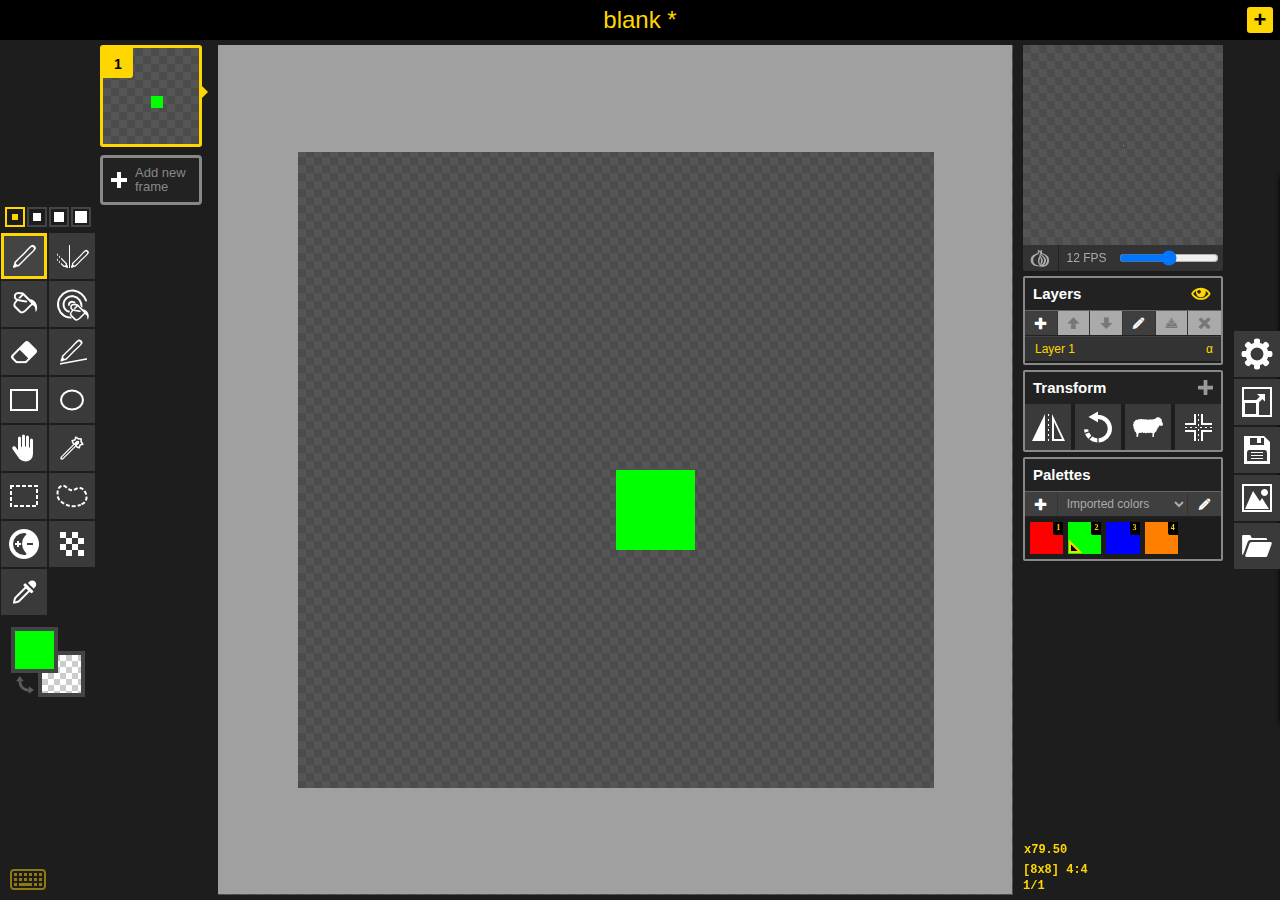 blank *
1
Add new
frame
12 FPS
Layers
Layer 1
α
Transform
Palettes
Imported colors
1
2
3
4
x79.50
[8x8] 4:4
1/1